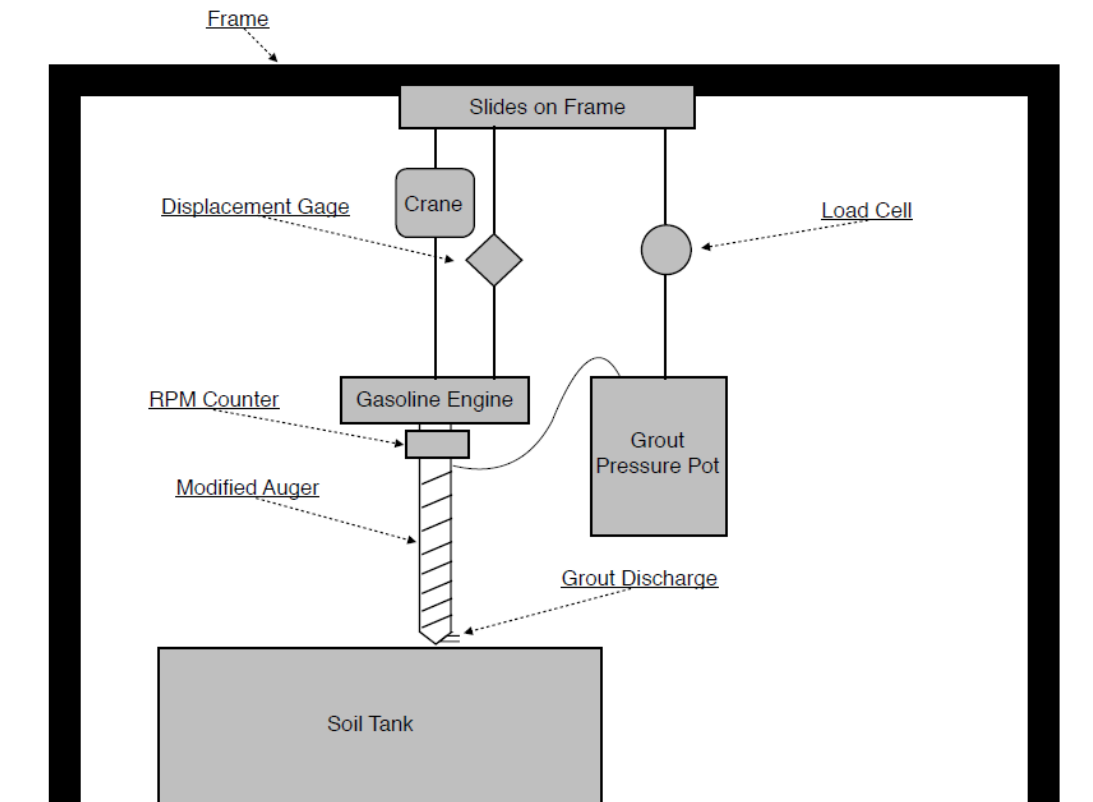 Frame
Slides on Frame
Crane
Displacement Gage
Load Cell
Gasoline Engine
RPM Counter
Grout
Pressure Pot
Modified Auger
Grout Discharge
Soil Tank